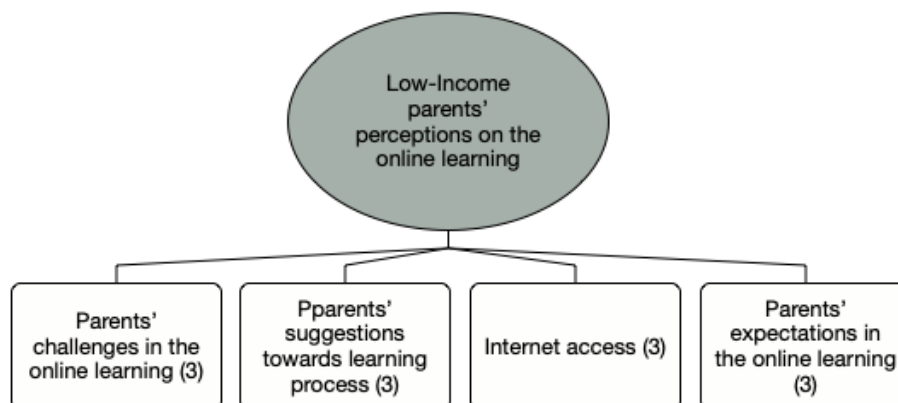 Low-Income
parents’
perceptions on the
online learning
Parents’
challenges in the
online learning (3)
Pparents’
suggestions
towards learning
process (3)
Internet access (3)
Parents’
expectations in
the online learning
(3)